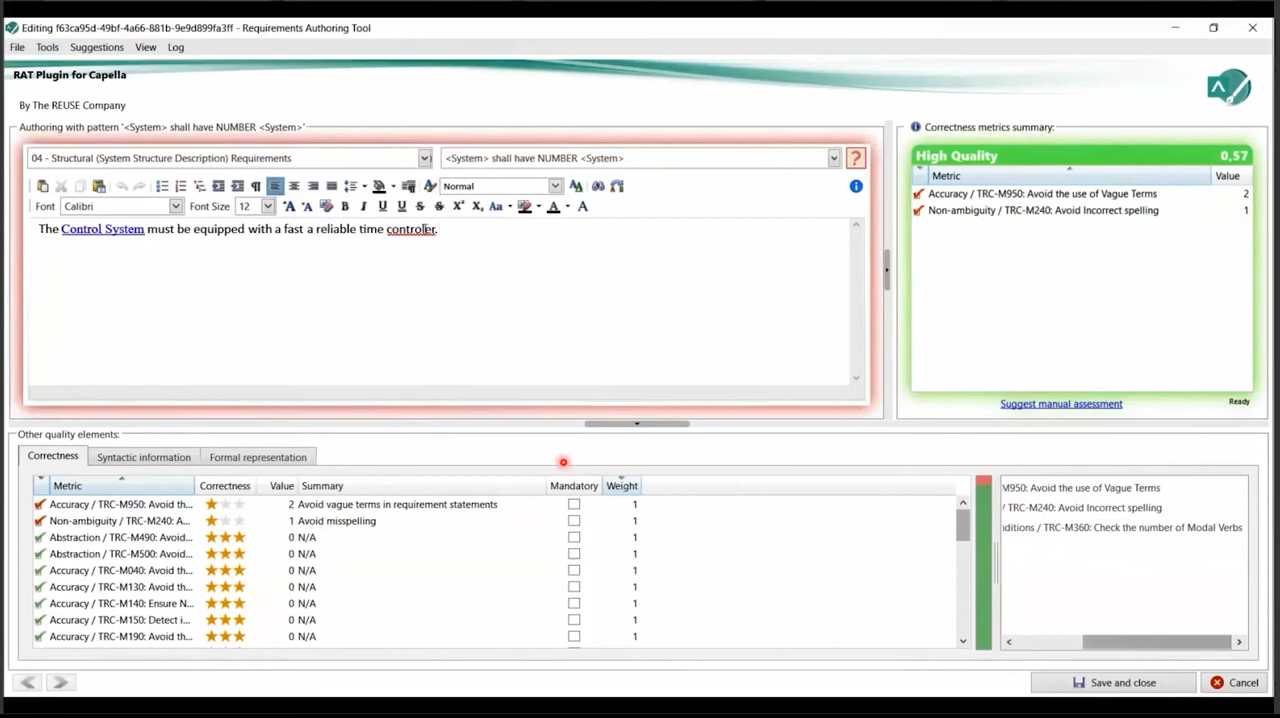 Editing f63ca95d-49bf-4a66-881b-9e9d899fa3ff - Requirements Authoring Tool
File Tools Suggestions View Log
RAT Plugin for Capella
By The REUSE Company
Authoring with pattern '<System> shall have NUMBER <System>'
04 - Structural (System Structure Description) Requirements
<System> shall have NUMBER <System>
Normal
Font Calibri Font Size 12
The Control System must be equipped with a fast a reliable time controler.
Correctness metrics summary:
High Quality 0,57
Metric Value
Accuracy / TRC-M950: Avoid the use of Vague Terms 2
Non-ambiguity / TRC-M240: Avoid Incorrect spelling 1
Suggest manual assessment Ready
Other quality elements:
Correctness Syntactic information Formal representation
Metric Correctness Value Summary Mandatory Weight
Accuracy / TRC-M950: Avoid th... 2 Avoid vague terms in requirement statements 1
Non-ambiguity / TRC-M240: A... 1 Avoid misspelling 1
Abstraction / TRC-M490: Avoid... 0 N/A 1
Abstraction / TRC-M500: Avoid... 0 N/A 1
Accuracy / TRC-M040: Avoid th... 0 N/A 1
Accuracy / TRC-M130: Avoid th... 0 N/A 1
Accuracy / TRC-M140: Ensure N... 0 N/A 1
Accuracy / TRC-M150: Detect i... 0 N/A 1
Accuracy / TRC-M190: Avoid th... 0 N/A 1
M950: Avoid the use of Vague Terms
/ TRC-M240: Avoid Incorrect spelling
ditions / TRC-M360: Check the number of Modal Verbs
Save and close Cancel